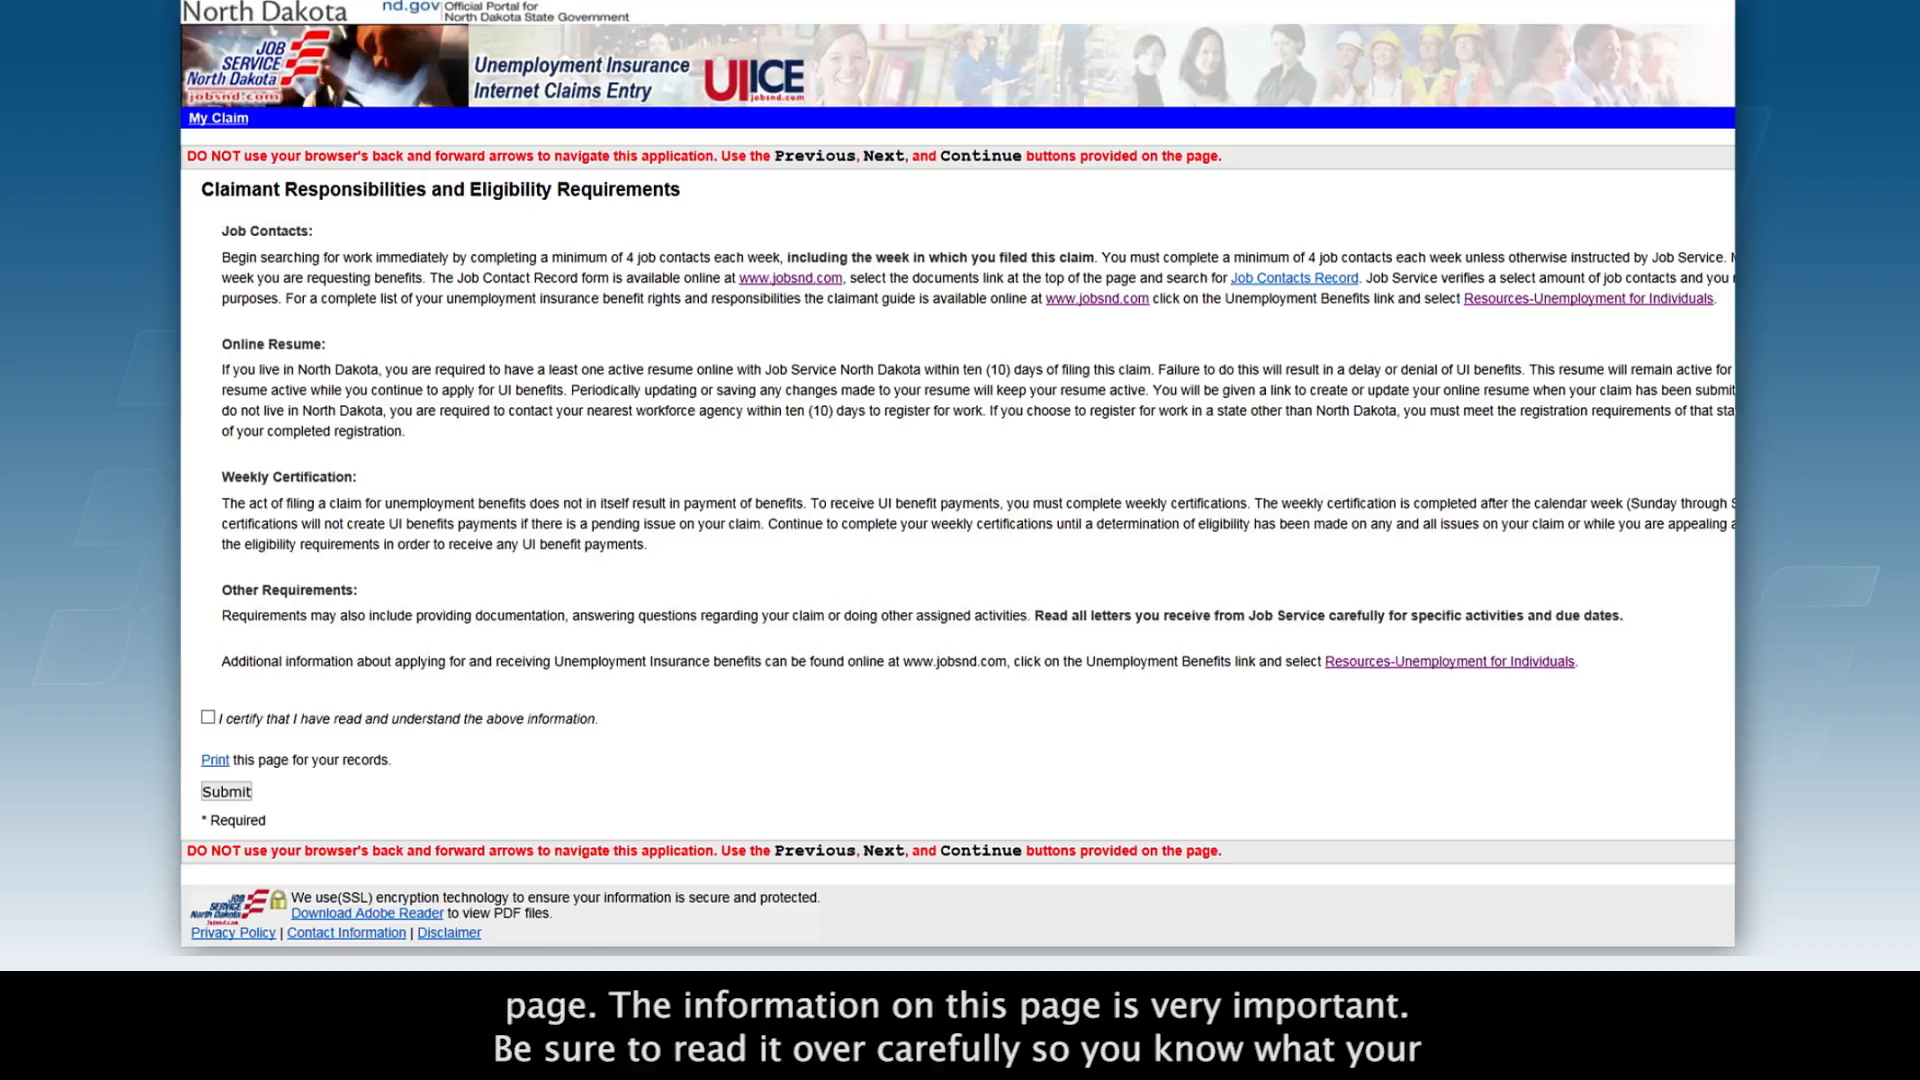 North Dakota nd.gov Official Portal for
North Dakota State Government
JOB
SERVICE
North Dakota
jobsnd.com
Unemployment Insurance
Internet Claims Entry
UIICE
jobsnd.com
My Claim
DO NOT use your browser's back and forward arrows to navigate this application. Use the Previous, Next, and Continue buttons provided on the page.
Claimant Responsibilities and Eligibility Requirements
Job Contacts:
Begin searching for work immediately by completing a minimum of 4 job contacts each week, including the week in which you filed this claim. You must complete a minimum of 4 job contacts each week unless otherwise instructed by Job Service.
week you are requesting benefits. The Job Contact Record form is available online at www.jobsnd.com, select the documents link at the top of the page and search for Job Contacts Record. Job Service verifies a select amount of job contacts and you
purposes. For a complete list of your unemployment insurance benefit rights and responsibilities the claimant guide is available online at www.jobsnd.com click on the Unemployment Benefits link and select Resources-Unemployment for Individuals.
Online Resume:
If you live in North Dakota, you are required to have a least one active resume online with Job Service North Dakota within ten (10) days of filing this claim. Failure to do this will result in a delay or denial of UI benefits. This resume will remain active for
resume active while you continue to apply for UI benefits. Periodically updating or saving any changes made to your resume will keep your resume active. You will be given a link to create or update your online resume when your claim has been submit
do not live in North Dakota, you are required to contact your nearest workforce agency within ten (10) days to register for work. If you choose to register for work in a state other than North Dakota, you must meet the registration requirements of that sta
of your completed registration.
Weekly Certification:
The act of filing a claim for unemployment benefits does not in itself result in payment of benefits. To receive UI benefit payments, you must complete weekly certifications. The weekly certification is completed after the calendar week (Sunday through S
certifications will not create UI benefits payments if there is a pending issue on your claim. Continue to complete your weekly certifications until a determination of eligibility has been made on any and all issues on your claim or while you are appealing a
the eligibility requirements in order to receive any UI benefit payments.
Other Requirements:
Requirements may also include providing documentation, answering questions regarding your claim or doing other assigned activities. Read all letters you receive from Job Service carefully for specific activities and due dates.
Additional information about applying for and receiving Unemployment Insurance benefits can be found online at www.jobsnd.com, click on the Unemployment Benefits link and select Resources-Unemployment for Individuals.
I certify that I have read and understand the above information.
Print this page for your records.
Submit
* Required
DO NOT use your browser's back and forward arrows to navigate this application. Use the Previous, Next, and Continue buttons provided on the page.
JOB
SERVICE
North Dakota
We use(SSL) encryption technology to ensure your information is secure and protected.
Download Adobe Reader to view PDF files.
Privacy Policy | Contact Information | Disclaimer
page. The information on this page is very important.
Be sure to read it over carefully so you know what your